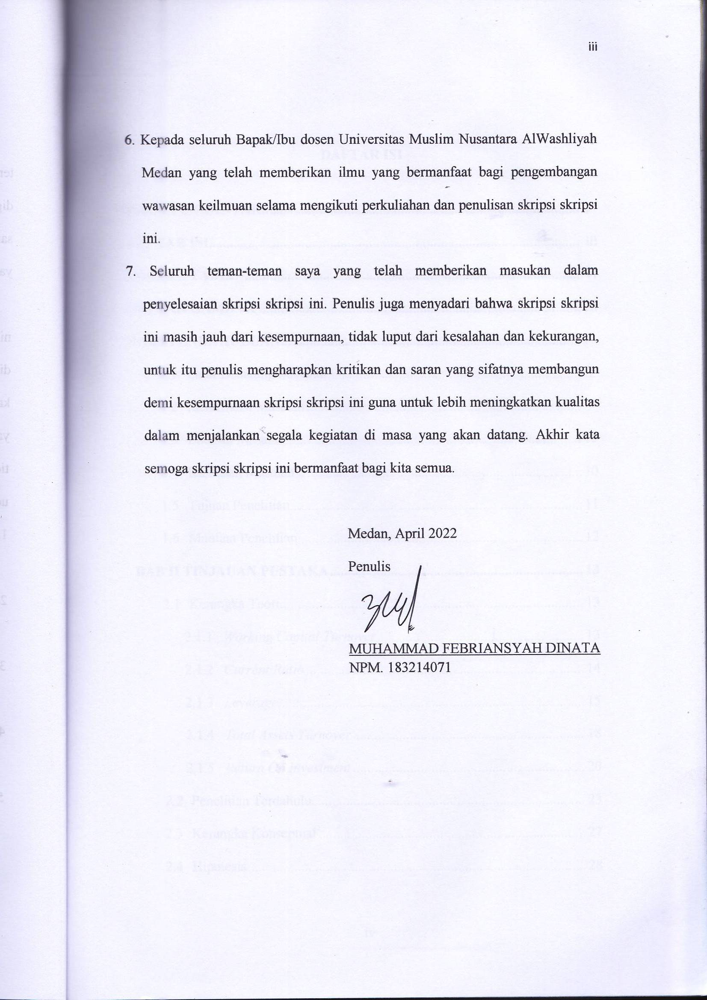 iii
6. Kepada seluruh Bapak/Ibu dosen Universitas Muslim Nusantara AlWashliyah
Medan yang telah memberikan ilmu yang bermanfaat bagi pengembangan
wawasan keilmuan selama mengikuti perkuliahan dan penulisan skripsi skripsi
ini.
7. Seluruh teman-teman saya yang telah memberikan masukan dalam
penyelesaian skripsi skripsi ini. Penulis juga menyadari bahwa skripsi skripsi
ini masih jauh dari kesempurnaan, tidak luput dari kesalahan dan kekurangan,
untuk itu penulis mengharapkan kritikan dan saran yang sifatnya membangun
demi kesempurnaan skripsi skripsi ini guna untuk lebih meningkatkan kualitas
dalam menjalankan segala kegiatan di masa yang akan datang. Akhir kata
semoga skripsi skripsi ini bermanfaat bagi kita semua.
Medan, April 2022
Penulis
MUHAMMAD FEBRIANSYAH DINATA
NPM. 183214071